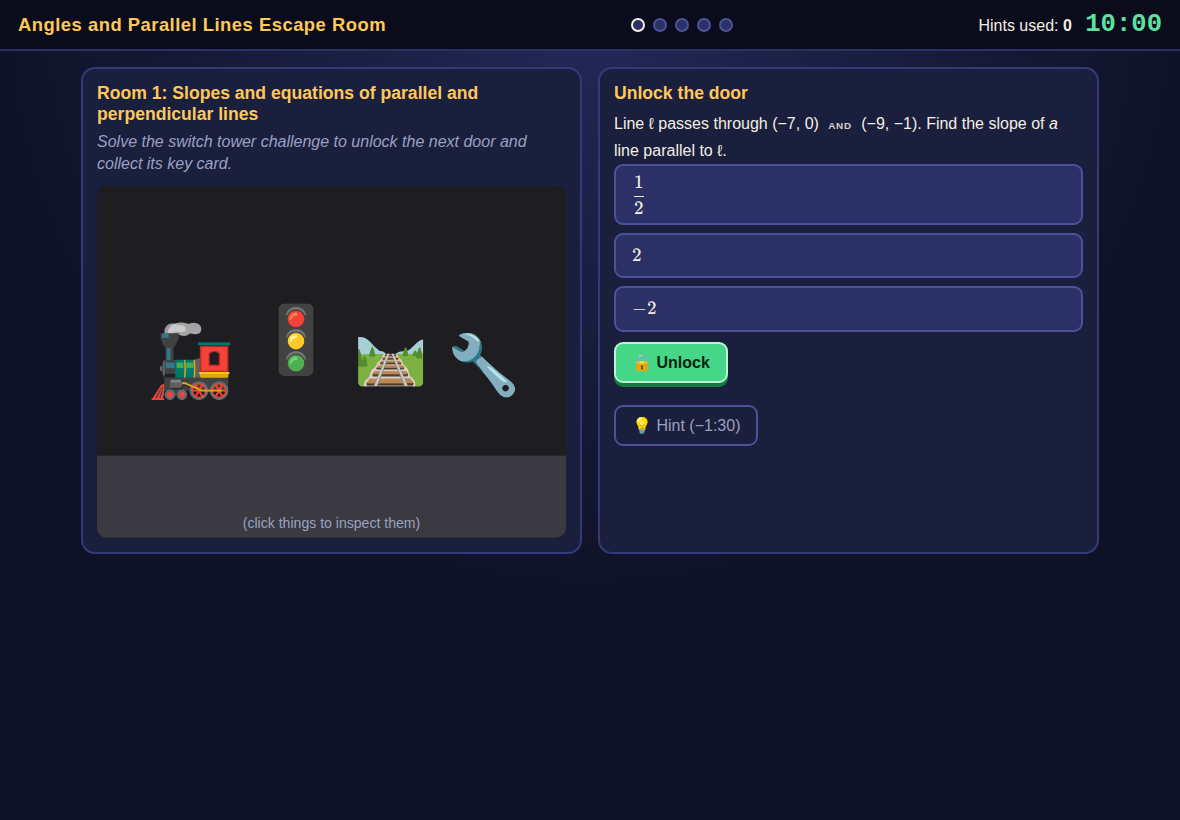 Angles and Parallel Lines Escape Room
Hints used: 0 10:00
Room 1: Slopes and equations of parallel and
perpendicular lines
Solve the switch tower challenge to unlock the next door and
collect its key card.
(click things to inspect them)
Unlock the door
Line ℓ passes through (−7, 0) AND (−9, −1). Find the slope of a
line parallel to ℓ.
1/2
2
−2
🔒 Unlock
💡 Hint (−1:30)